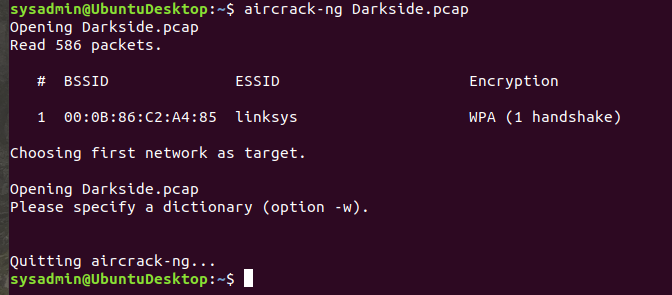 sysadmin@UbuntuDesktop:~$ aircrack-ng Darkside.pcap
Opening Darkside.pcap
Read 586 packets.
# BSSID ESSID Encryption
1 00:0B:86:C2:A4:85 linksys WPA (1 handshake)
Choosing first network as target.
Opening Darkside.pcap
Please specify a dictionary (option -w).
Quitting aircrack-ng...
sysadmin@UbuntuDesktop:~$